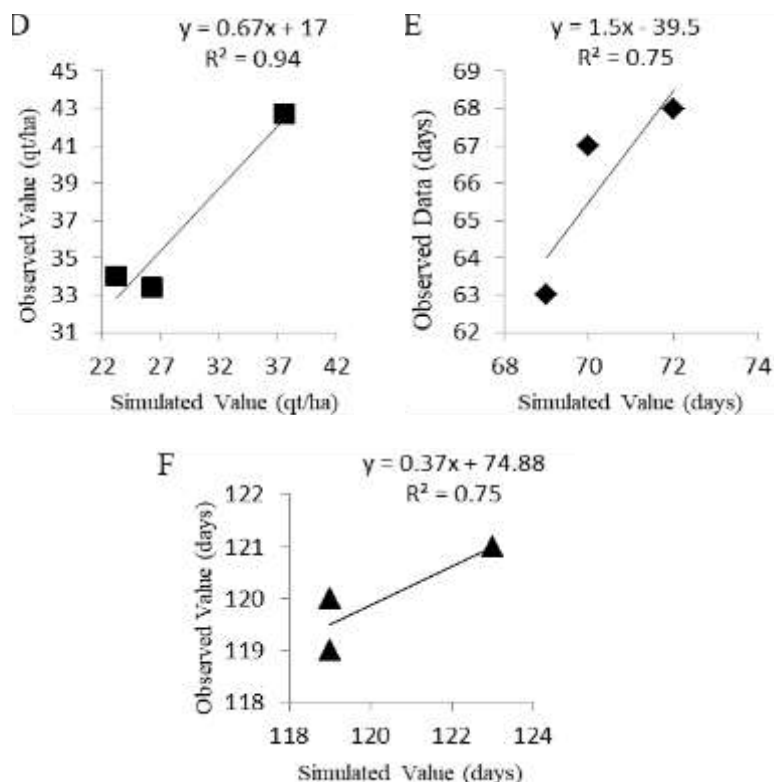 D
y = 0.67x + 17
R² = 0.94
45
43
41
39
37
35
33
31
Observed Value (qt/ha)
22 27 32 37 42
Simulated Value (qt/ha)
E
y = 1.5x - 39.5
R² = 0.75
69
68
67
66
65
64
63
62
Observed Data (days)
68 70 72 74
Simulated Value (days)
F
y = 0.37x + 74.88
R² = 0.75
122
121
120
119
118
Observed Value (days)
118 120 122 124
Simulated Value (days)